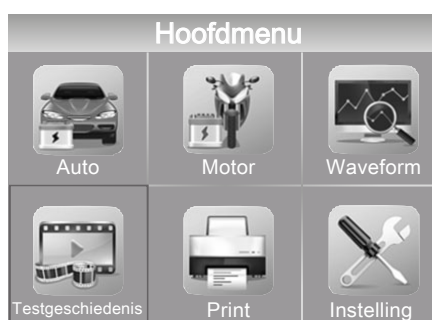 Hoofdmenu
Auto
Motor
Waveform
Testgeschiedenis
Print
Instelling